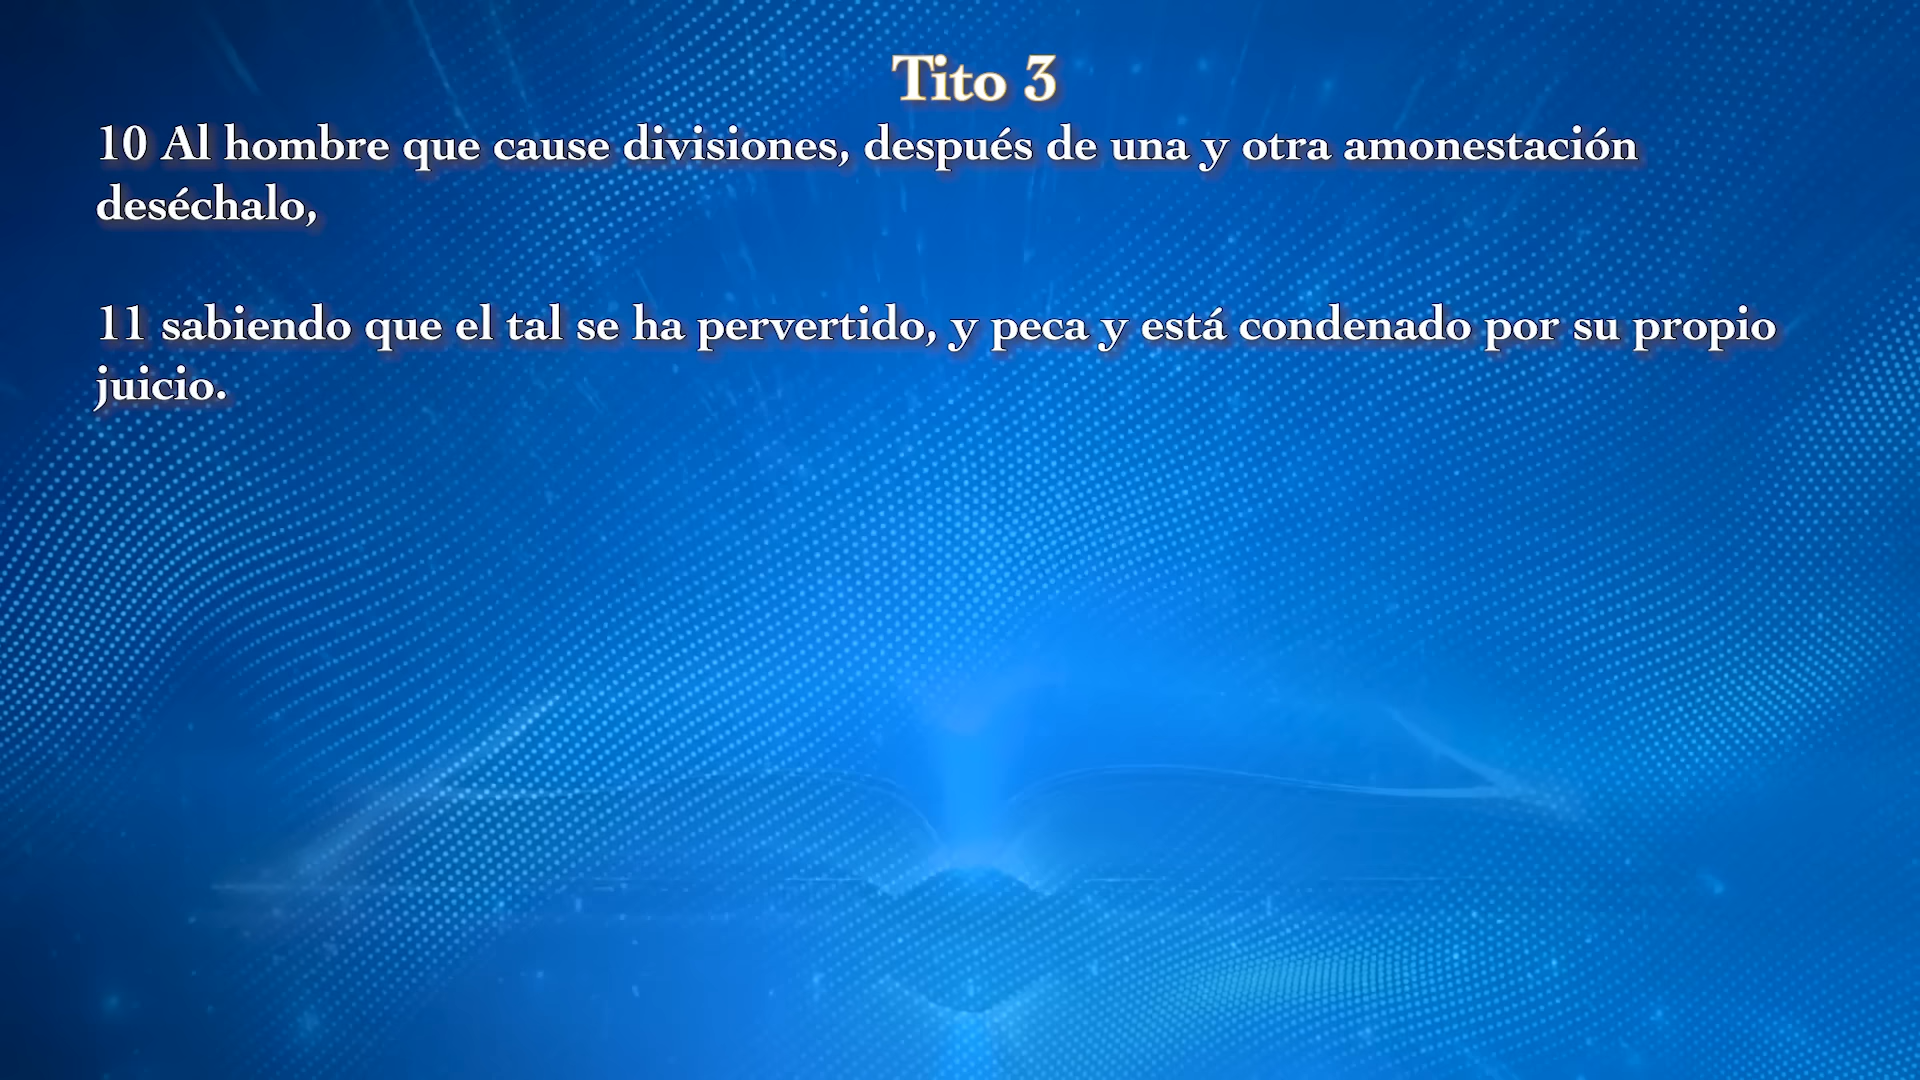 Tito 3
10 Al hombre que cause divisiones, después de una y otra amonestación
deséchalo,
11 sabiendo que el tal se ha pervertido, y peca y está condenado por su propio
juicio.